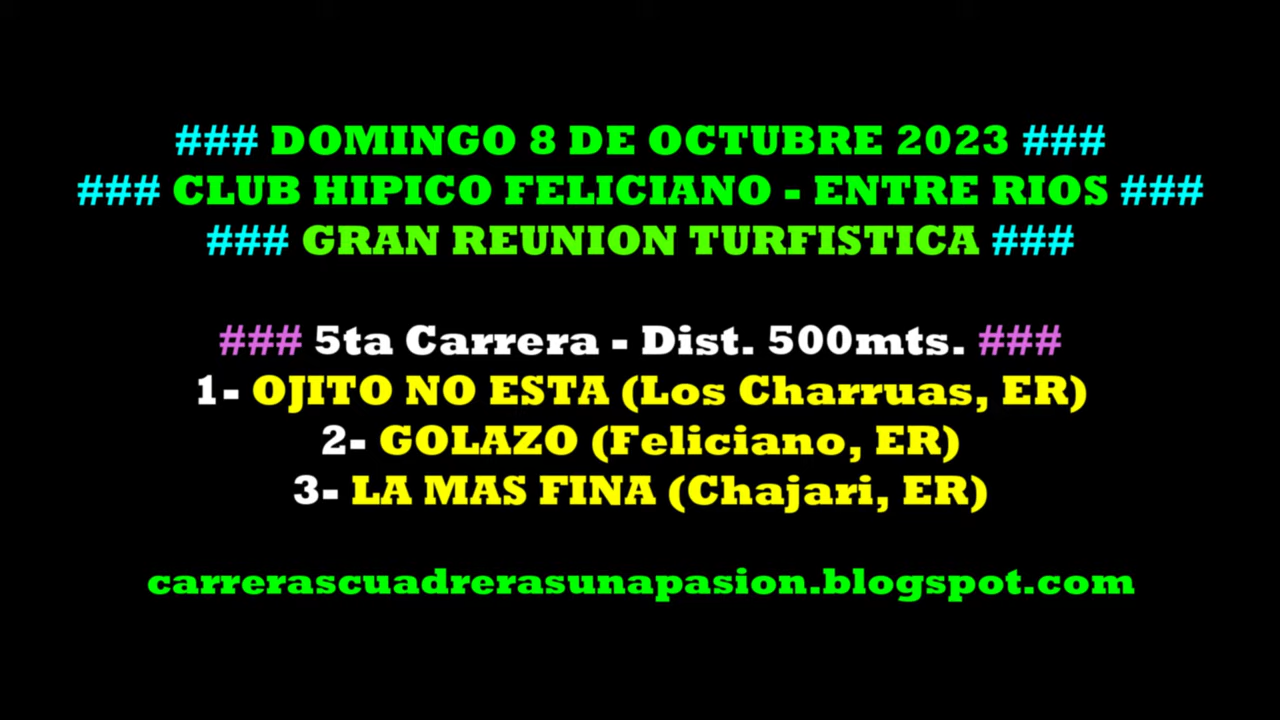 ### DOMINGO 8 DE OCTUBRE 2023 ###
### CLUB HIPICO FELICIANO - ENTRE RIOS ###
### GRAN REUNION TURFISTICA ###
### 5ta Carrera - Dist. 500mts. ###
1- OJITO NO ESTA (Los Charruas, ER)
2- GOLAZO (Feliciano, ER)
3- LA MAS FINA (Chajari, ER)
carrerascuadrerasunapasion.blogspot.com